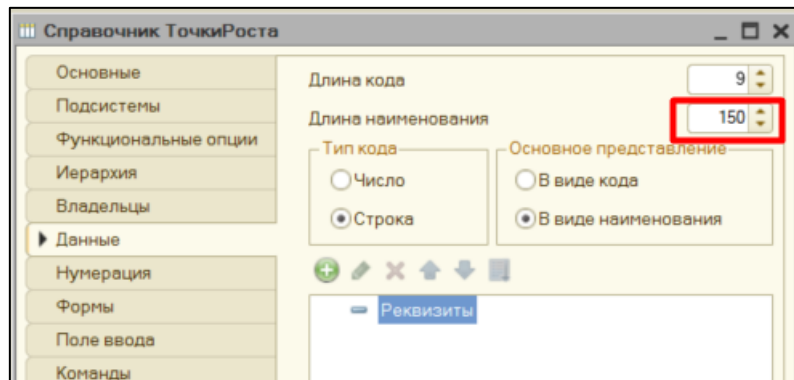 Справочник ТочкиРоста
Основные
Подсистемы
Функциональные опции
Иерархия
Владельцы
Данные
Нумерация
Формы
Поле ввода
Команды
Длина кода 9
Длина наименования 150
Тип кода
Число
Строка
Основное представление
В виде кода
В виде наименования
Реквизиты